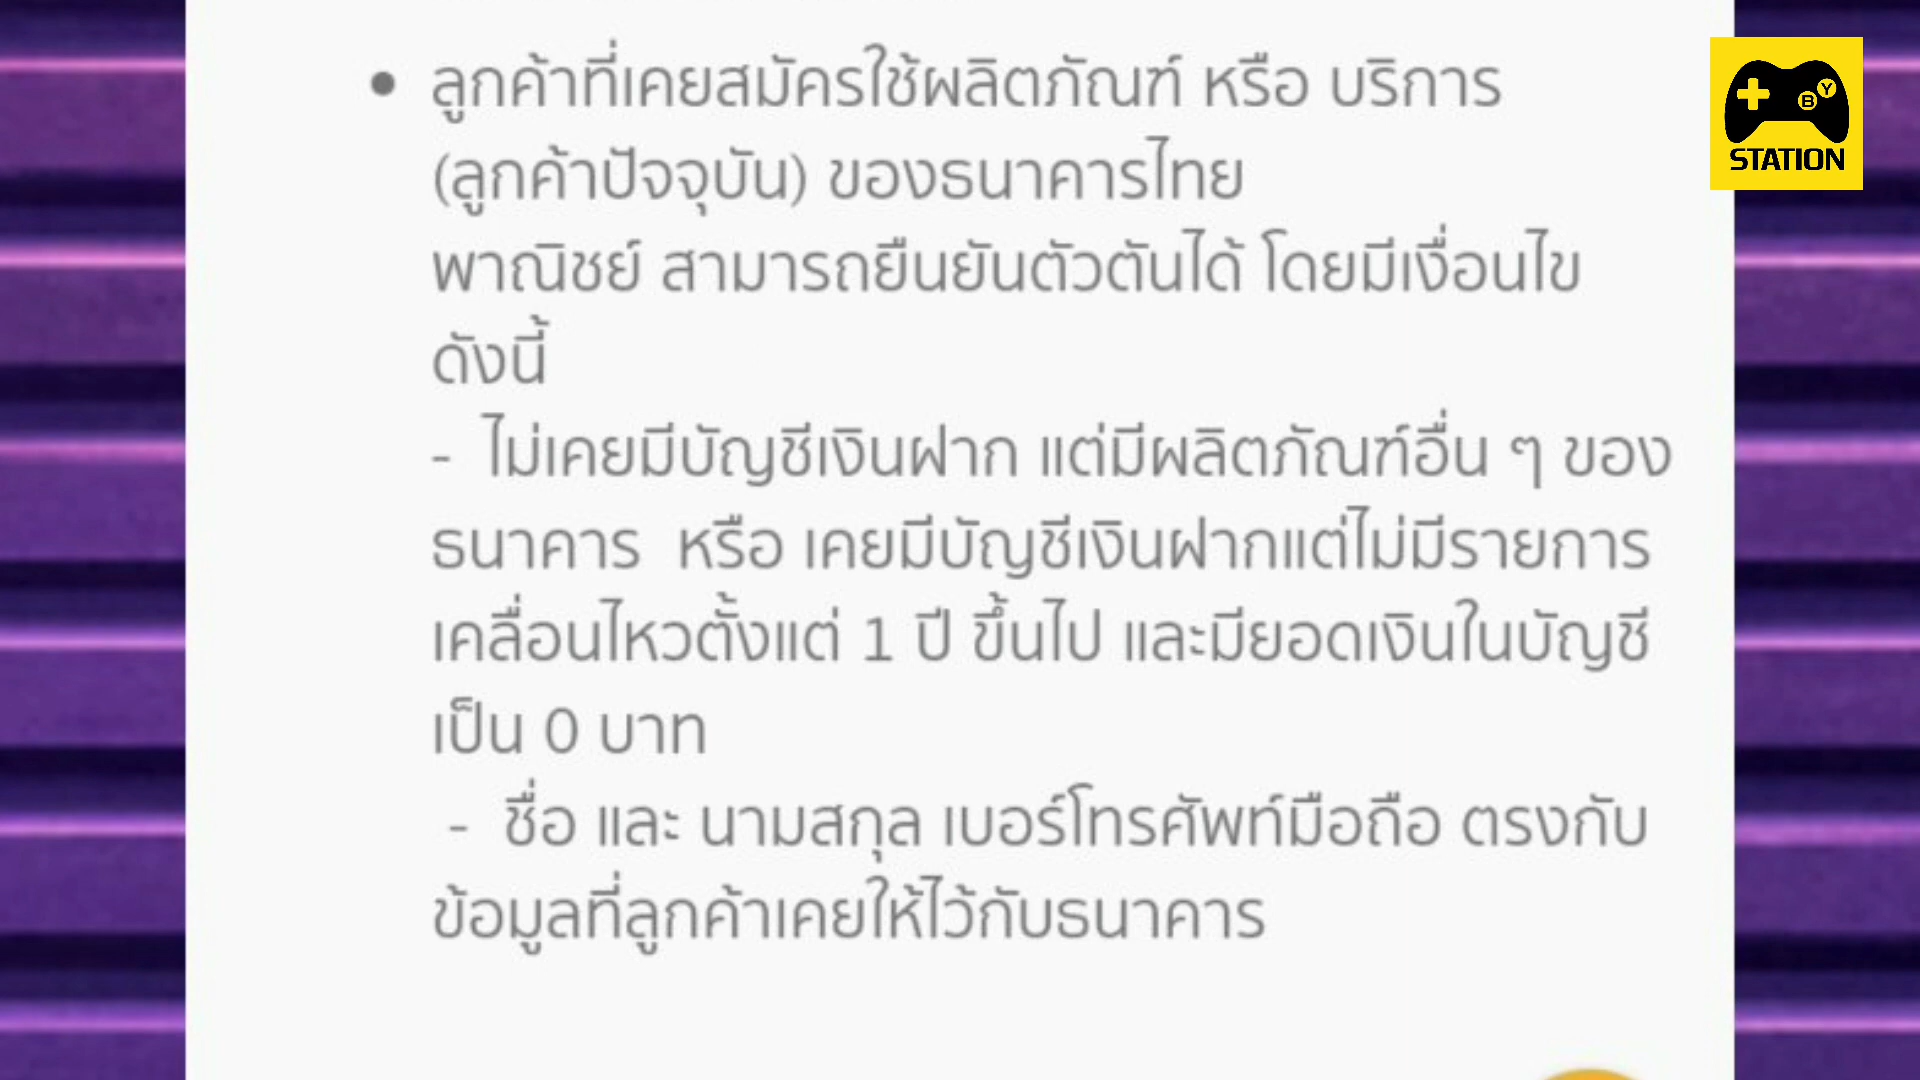 • ลูกค้าที่เคยสมัครใช้ผลิตภัณฑ์ หรือ บริการ
(ลูกค้าปัจจุบัน) ของธนาคารไทย
พาณิชย์ สามารถยืนยันตัวตันได้ โดยมีเงื่อนไข
ดังนี้
- ไม่เคยมีบัญชีเงินฝาก แต่มีผลิตภัณฑ์อื่น ๆ ของ
ธนาคาร หรือ เคยมีบัญชีเงินฝากแต่ไม่มีรายการ
เคลื่อนไหวตั้งแต่ 1 ปี ขึ้นไป และมียอดเงินในบัญชี
เป็น 0 บาท
- ชื่อ และ นามสกุล เบอร์โทรศัพท์มือถือ ตรงกับ
ข้อมูลที่ลูกค้าเคยให้ไว้กับธนาคาร
B Y
STATION